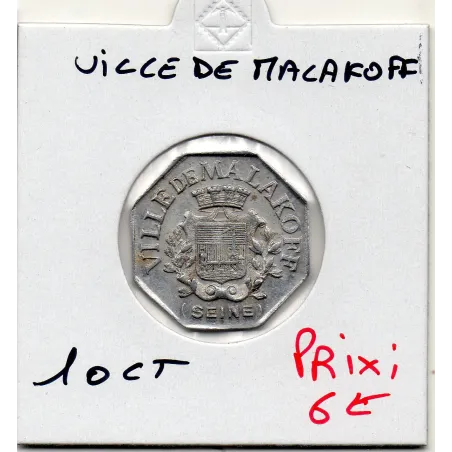 VILLE DE MALAKOFF
VILLE DE MALAKOFF
(SEINE)
10 CT
PRIX:
6€